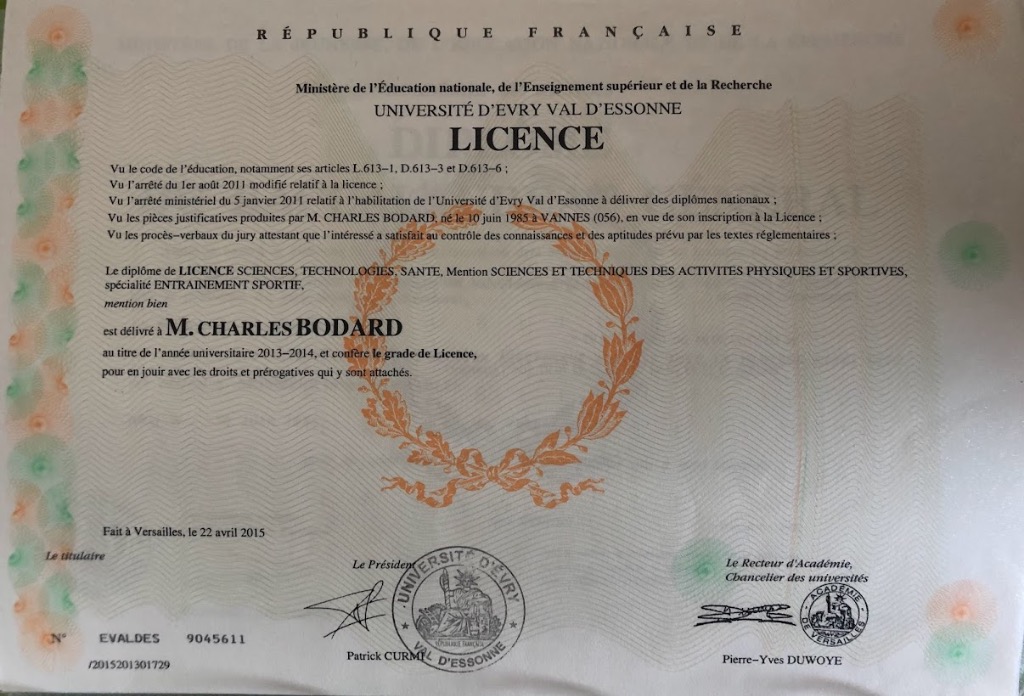 RÉPUBLIQUE FRANÇAISE
Ministère de l'Éducation nationale, de l'Enseignement supérieur et de la Recherche
UNIVERSITÉ D'EVRY VAL D'ESSONNE
LICENCE
Vu le code de l'éducation, notamment ses articles L.613-1, D.613-3 et D.613-6 ;
Vu l'arrêté du 1er août 2011 modifié relatif à la licence ;
Vu l'arrêté ministériel du 5 janvier 2011 relatif à l'habilitation de l'Université d'Evry Val d'Essonne à délivrer des diplômes nationaux ;
Vu les pièces justificatives produites par M. CHARLES BODARD, né le 10 juin 1985 à VANNES (056), en vue de son inscription à la Licence ;
Vu les procès-verbaux du jury attestant que l'intéressé a satisfait au contrôle des connaissances et des aptitudes prévu par les textes réglementaires ;
Le diplôme de LICENCE SCIENCES, TECHNOLOGIES, SANTE, Mention SCIENCES ET TECHNIQUES DES ACTIVITES PHYSIQUES ET SPORTIVES,
spécialité ENTRAINEMENT SPORTIF,
mention bien
est délivré à M. CHARLES BODARD
au titre de l'année universitaire 2013-2014, et confère le grade de Licence,
pour en jouir avec les droits et prérogatives qui y sont attachés.
Fait à Versailles, le 22 avril 2015
Le titulaire
Le Président
Le Recteur d'Académie,
Chancelier des universités
UNIVERSITÉ D'ÉVRY
RÉPUBLIQUE FRANÇAISE
VAL D'ESSONNE
ACADÉMIE
DE VERSAILLES
N° EVALDES 9045611
Patrick CURMI
Pierre-Yves DUWOYE
/2015201301729